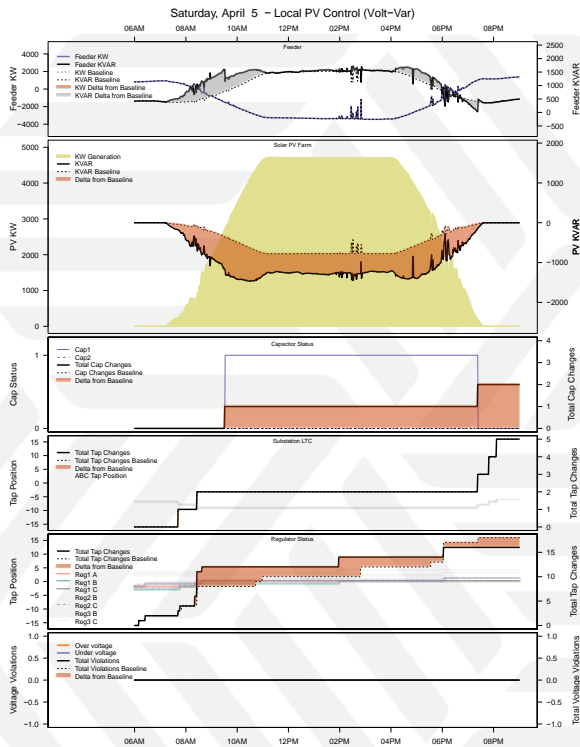 Saturday, April 5 − Local PV Control (Volt−Var)
06AM 08AM 10AM 12PM 02PM 04PM 06PM 08PM
Feeder
Feeder KW
4000
2000
0
−2000
−4000
Feeder KW
Feeder KVAR
KW Baseline
KVAR Baseline
KW Delta from Baseline
KVAR Delta from Baseline
2500
2000
1500
1000
500
0
−500
Feeder KVAR
Solar PV Farm
PV KW
5000
4000
3000
2000
1000
0
KW Generation
KVAR
KVAR Baseline
Delta from Baseline
2000
1000
0
−1000
−2000
PV KVAR
Capacitor Status
Cap Status
1
0
Cap1
Cap2
Total Cap Changes
Cap Changes Baseline
Delta from Baseline
4
3
2
1
0
Total Cap Changes
Substation LTC
Tap Position
15
10
5
0
−5
−10
−15
Total Tap Changes
Total Tap Changes Baseline
Delta from Baseline
ABC Tap Position
5
4
3
2
1
0
Total Tap Changes
Regulator Status
Tap Position
15
10
5
0
−5
−10
−15
Total Tap Changes
Total Tap Changes Baseline
Delta from Baseline
Reg1 A
Reg1 B
Reg1 C
Reg2 B
Reg2 C
Reg3 B
Reg3 C
15
10
5
0
Total Tap Changes
Voltage Violations
1.0
0.5
0.0
−0.5
−1.0
Over voltage
Under voltage
Total Violations
Total Violations Baseline
Delta from Baseline
1.0
0.5
0.0
−0.5
−1.0
Total Voltage Violations
06AM 08AM 10AM 12PM 02PM 04PM 06PM 08PM